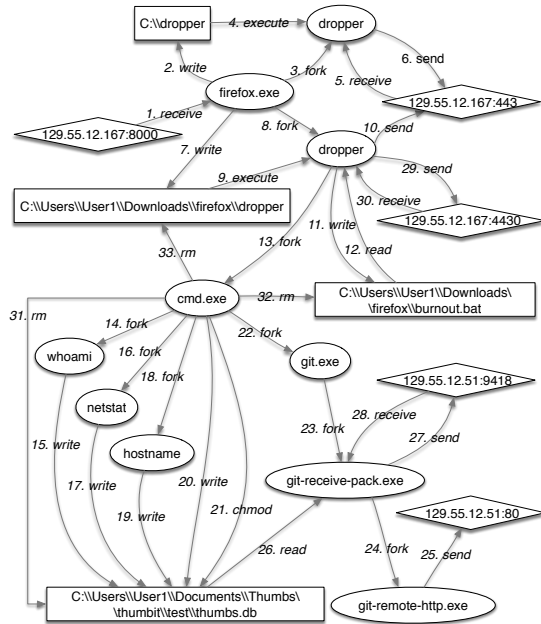 C:\\dropper
4. execute
dropper
2. write
3. fork
6. send
5. receive
firefox.exe
129.55.12.167:443
1. receive
129.55.12.167:8000
8. fork
10. send
7. write
dropper
29. send
9. execute
30. receive
C:\\Users\\User1\\Downloads\\firefox\\dropper
129.55.12.167:4430
11. write
13. fork
12. read
33. rm
C:\\Users\\User1\\Downloads\
\firefox\\burnout.bat
cmd.exe
32. rm
31. rm
14. fork
22. fork
16. fork
whoami
18. fork
git.exe
129.55.12.51:9418
netstat
28. receive
23. fork
27. send
15. write
hostname
20. write
git-receive-pack.exe
17. write
21. chmod
19. write
129.55.12.51:80
26. read
24. fork
25. send
C:\\Users\\User1\\Documents\\Thumbs\
\thumbit\\test\\thumbs.db
git-remote-http.exe